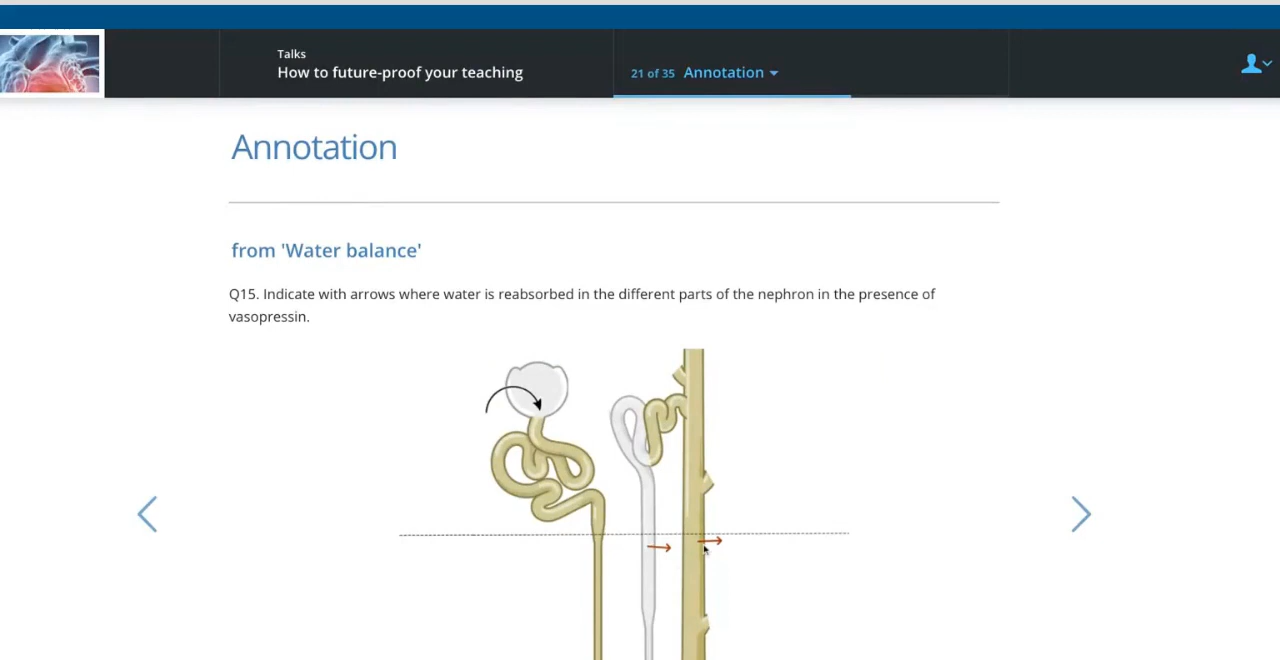 Talks
How to future-proof your teaching
21 of 35 Annotation
Annotation
from 'Water balance'
Q15. Indicate with arrows where water is reabsorbed in the different parts of the nephron in the presence of
vasopressin.